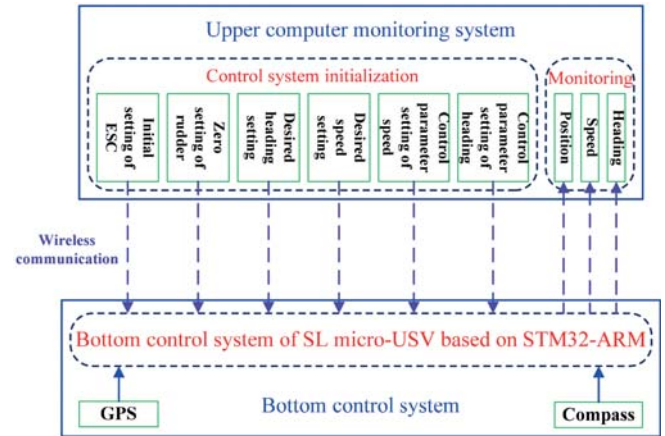 Upper computer monitoring system
Control system initialization
Monitoring
Initial
setting of
ESC
Zero
setting of
rudder
Desired
heading
setting
Desired
speed
setting
Control
parameter
setting of
speed
Control
parameter
setting of
heading
Position
Speed
Heading
Wireless
communication
Bottom control system of SL micro-USV based on STM32-ARM
GPS
Bottom control system
Compass